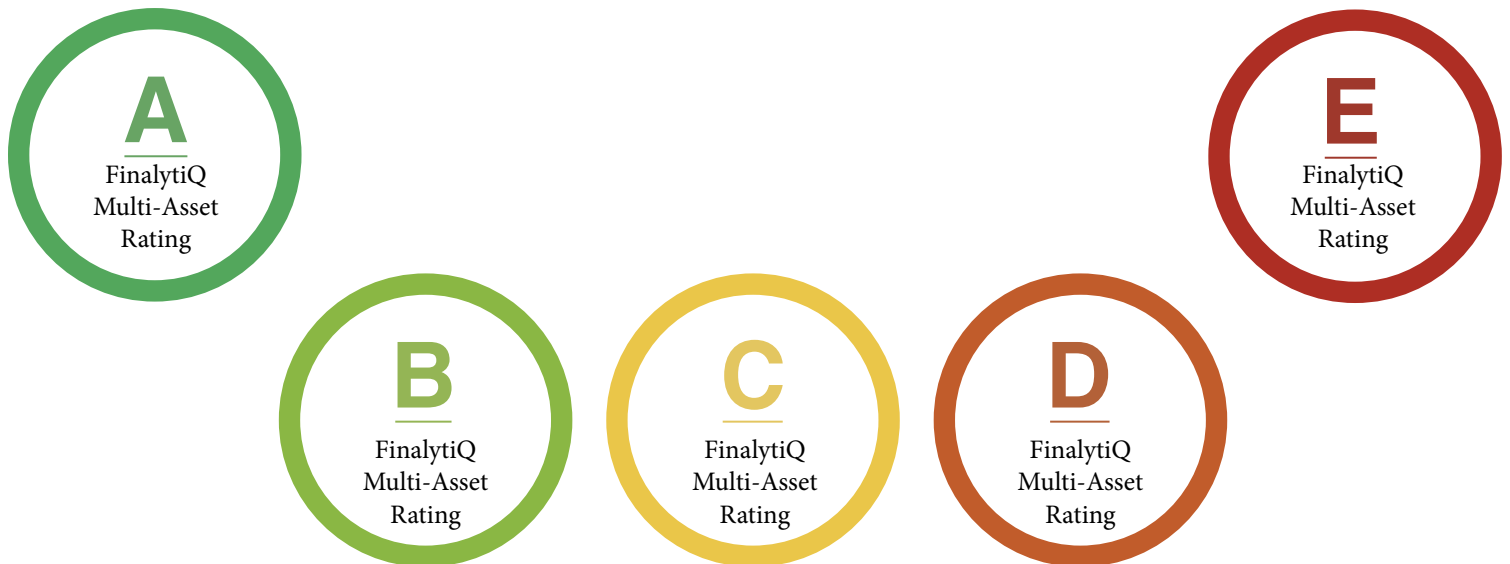 A
FinalytiQ
Multi-Asset
Rating
B
FinalytiQ
Multi-Asset
Rating
C
FinalytiQ
Multi-Asset
Rating
D
FinalytiQ
Multi-Asset
Rating
E
FinalytiQ
Multi-Asset
Rating